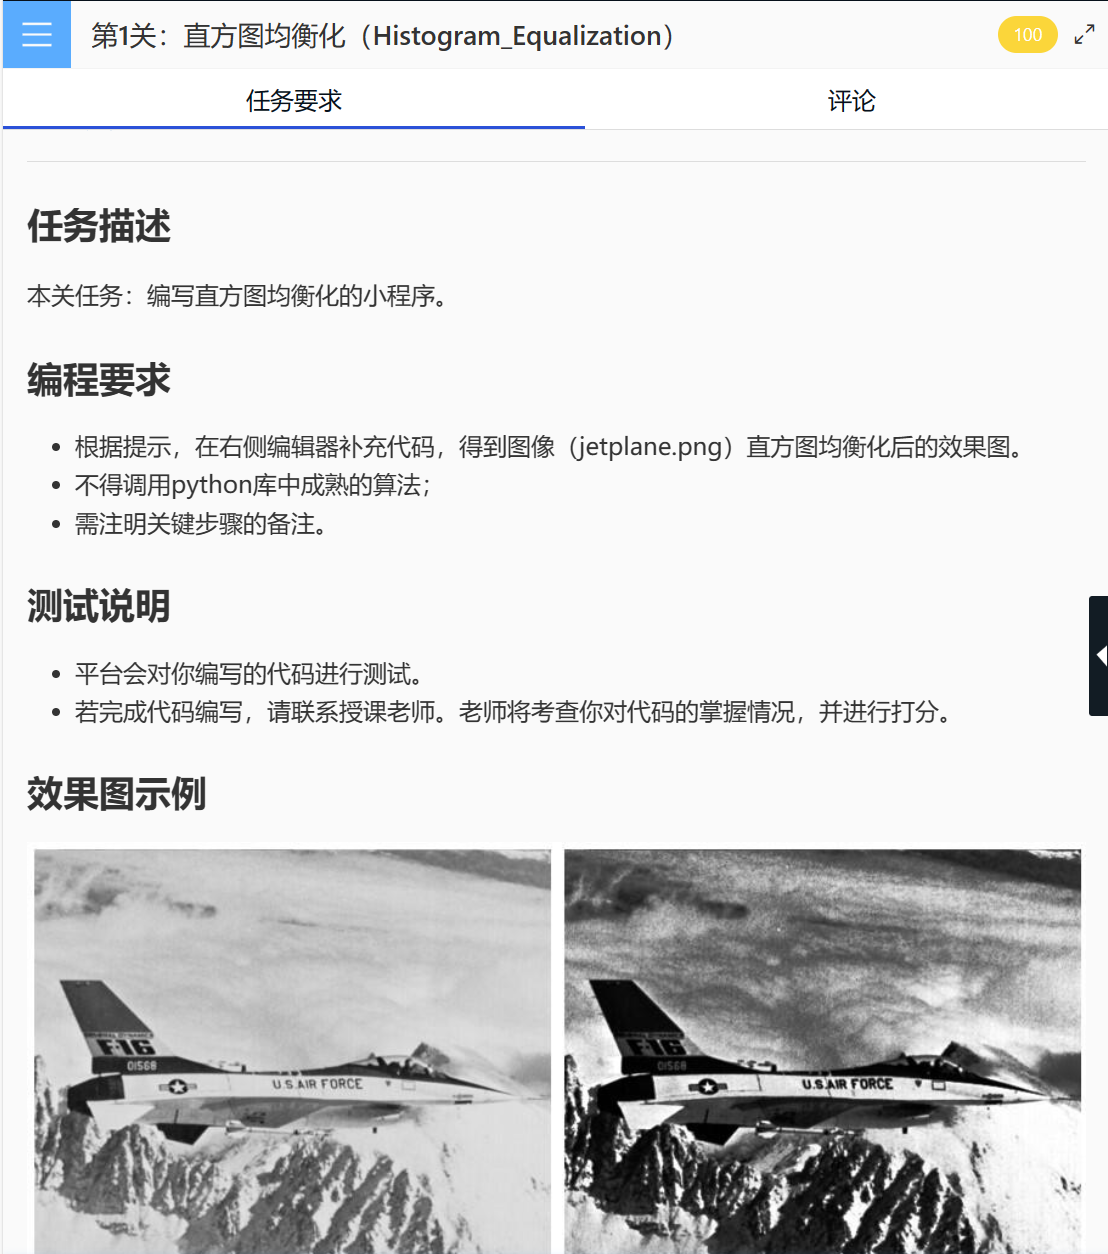 第1关：直方图均衡化（Histogram_Equalization）
100
任务要求
评论
任务描述
本关任务：编写直方图均衡化的小程序。
编程要求
根据提示，在右侧编辑器补充代码，得到图像（jetplane.png）直方图均衡化后的效果图。
不得调用python库中成熟的算法；
需注明关键步骤的备注。
测试说明
平台会对你编写的代码进行测试。
若完成代码编写，请联系授课老师。老师将考查你对代码的掌握情况，并进行打分。
效果图示例
F-16
01568
U.S.AIR FORCE
F-16
01568
U.S.AIR FORCE